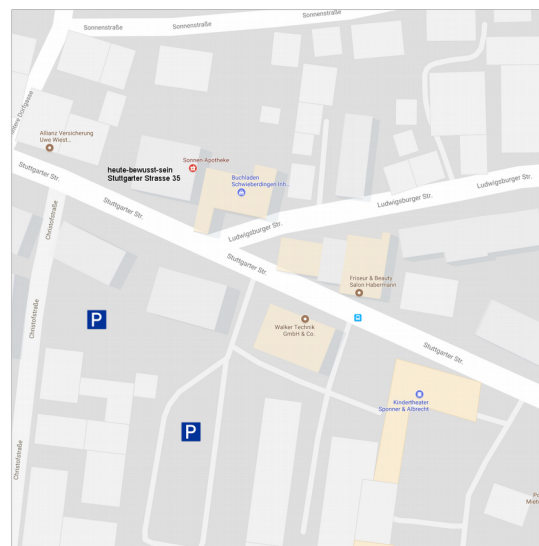 Sonnenstraße
Sonnenstraße
Allianz Versicherung
Uwe Wiest...
Sonnen-Apotheke
heute-bewusst-sein
Stuttgarter Strasse 35
Buchladen
Schwieberdingen inh...
Stuttgarter Str.
Stuttgarter Str.
Ludwigsburger Str.
Ludwigsburger Str.
Ludwigsburger Str.
Christofstraße
Stuttgarter Str.
Friseur & Beauty
Salon Habermann
Christofstraße
P
Walker Technik
GmbH & Co.
Stuttgarter Str.
Kindertheater
Sponner & Albrecht
P
Christofstraße